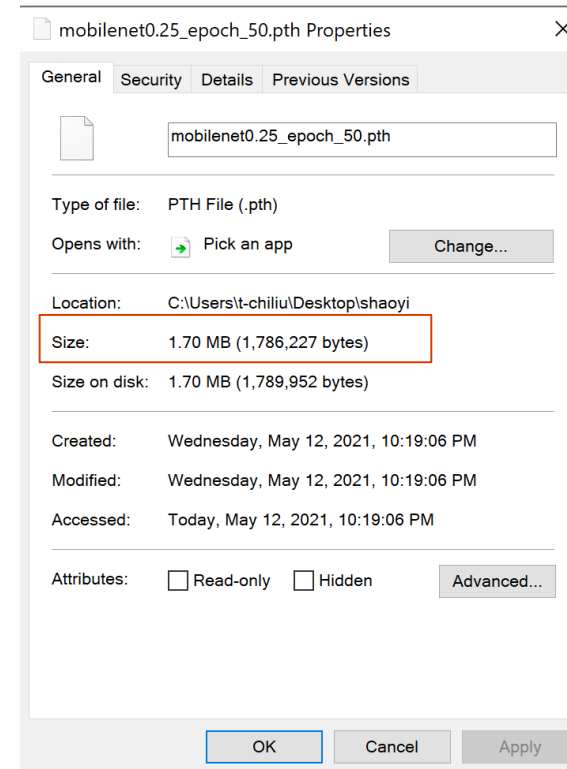 mobilenet0.25_epoch_50.pth Properties
General Security Details Previous Versions
mobilenet0.25_epoch_50.pth
Type of file: PTH File (.pth)
Opens with: Pick an app Change...
Location: C:\Users\t-chiliu\Desktop\shaoyi
Size: 1.70 MB (1,786,227 bytes)
Size on disk: 1.70 MB (1,789,952 bytes)
Created: Wednesday, May 12, 2021, 10:19:06 PM
Modified: Wednesday, May 12, 2021, 10:19:06 PM
Accessed: Today, May 12, 2021, 10:19:06 PM
Attributes: Read-only Hidden Advanced...
OK Cancel Apply